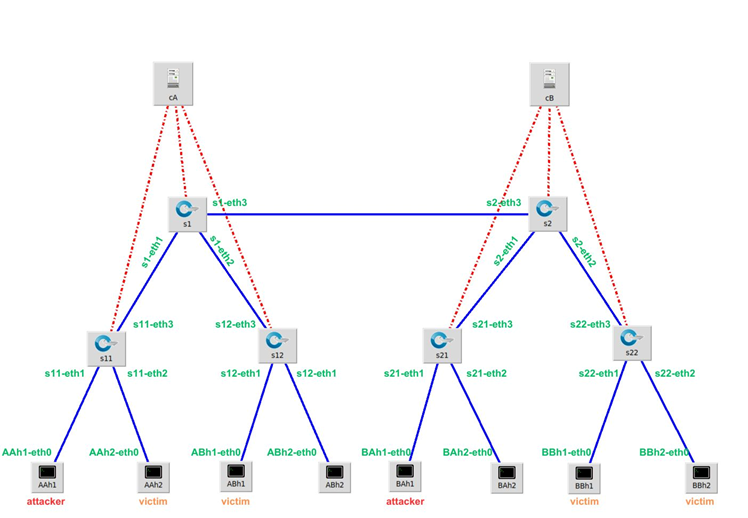 cA
cB
s1-eth3
s2-eth3
s1
s2
s1-eth1
s1-eth2
s2-eth1
s2-eth2
s11-eth3
s12-eth3
s21-eth3
s22-eth3
s11
s12
s21
s22
s11-eth1
s11-eth2
s12-eth1
s12-eth1
s21-eth1
s21-eth2
s22-eth1
s22-eth2
AAh1-eth0
AAh2-eth0
ABh1-eth0
ABh2-eth0
BAh1-eth0
BAh2-eth0
BBh1-eth0
BBh2-eth0
AAh1
AAh2
ABh1
ABh2
BAh1
BAh2
BBh1
BBh2
attacker
victim
victim
attacker
victim
victim